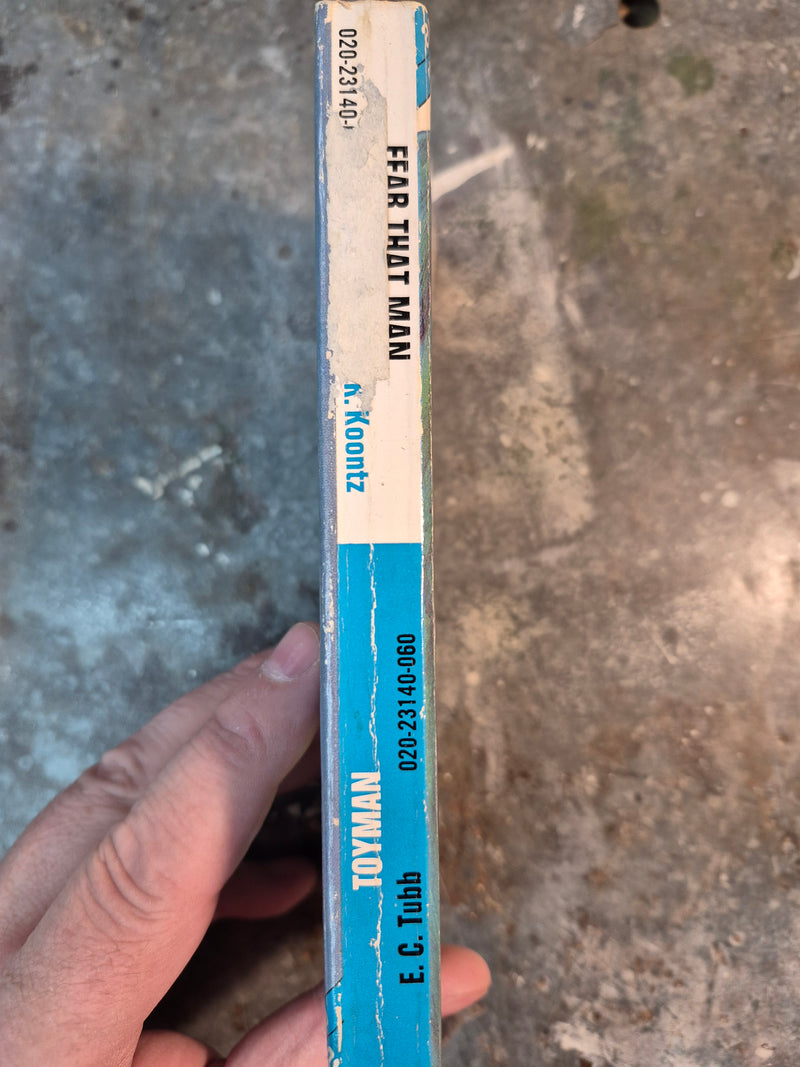 020-23140-
FEAR THAT MAN
R. Koontz
020-23140-060
TOYMAN
E. C. Tubb